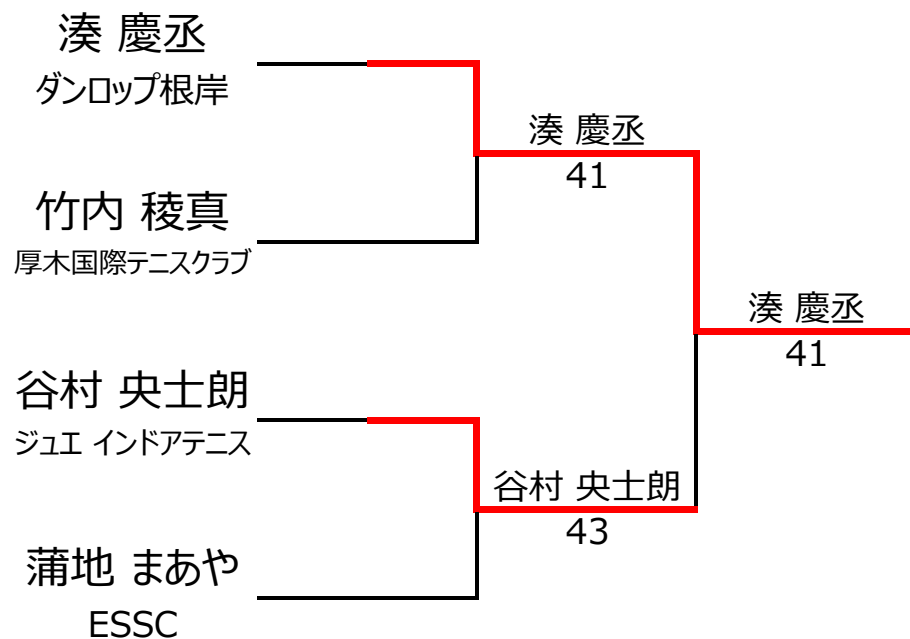 湊 慶丞
ダンロップ根岸
湊 慶丞
41
竹内 稜真
厚木国際テニスクラブ
湊 慶丞
41
谷村 央士朗
ジュエ インドアテニス
谷村 央士朗
43
蒲地 まあや
ESSC